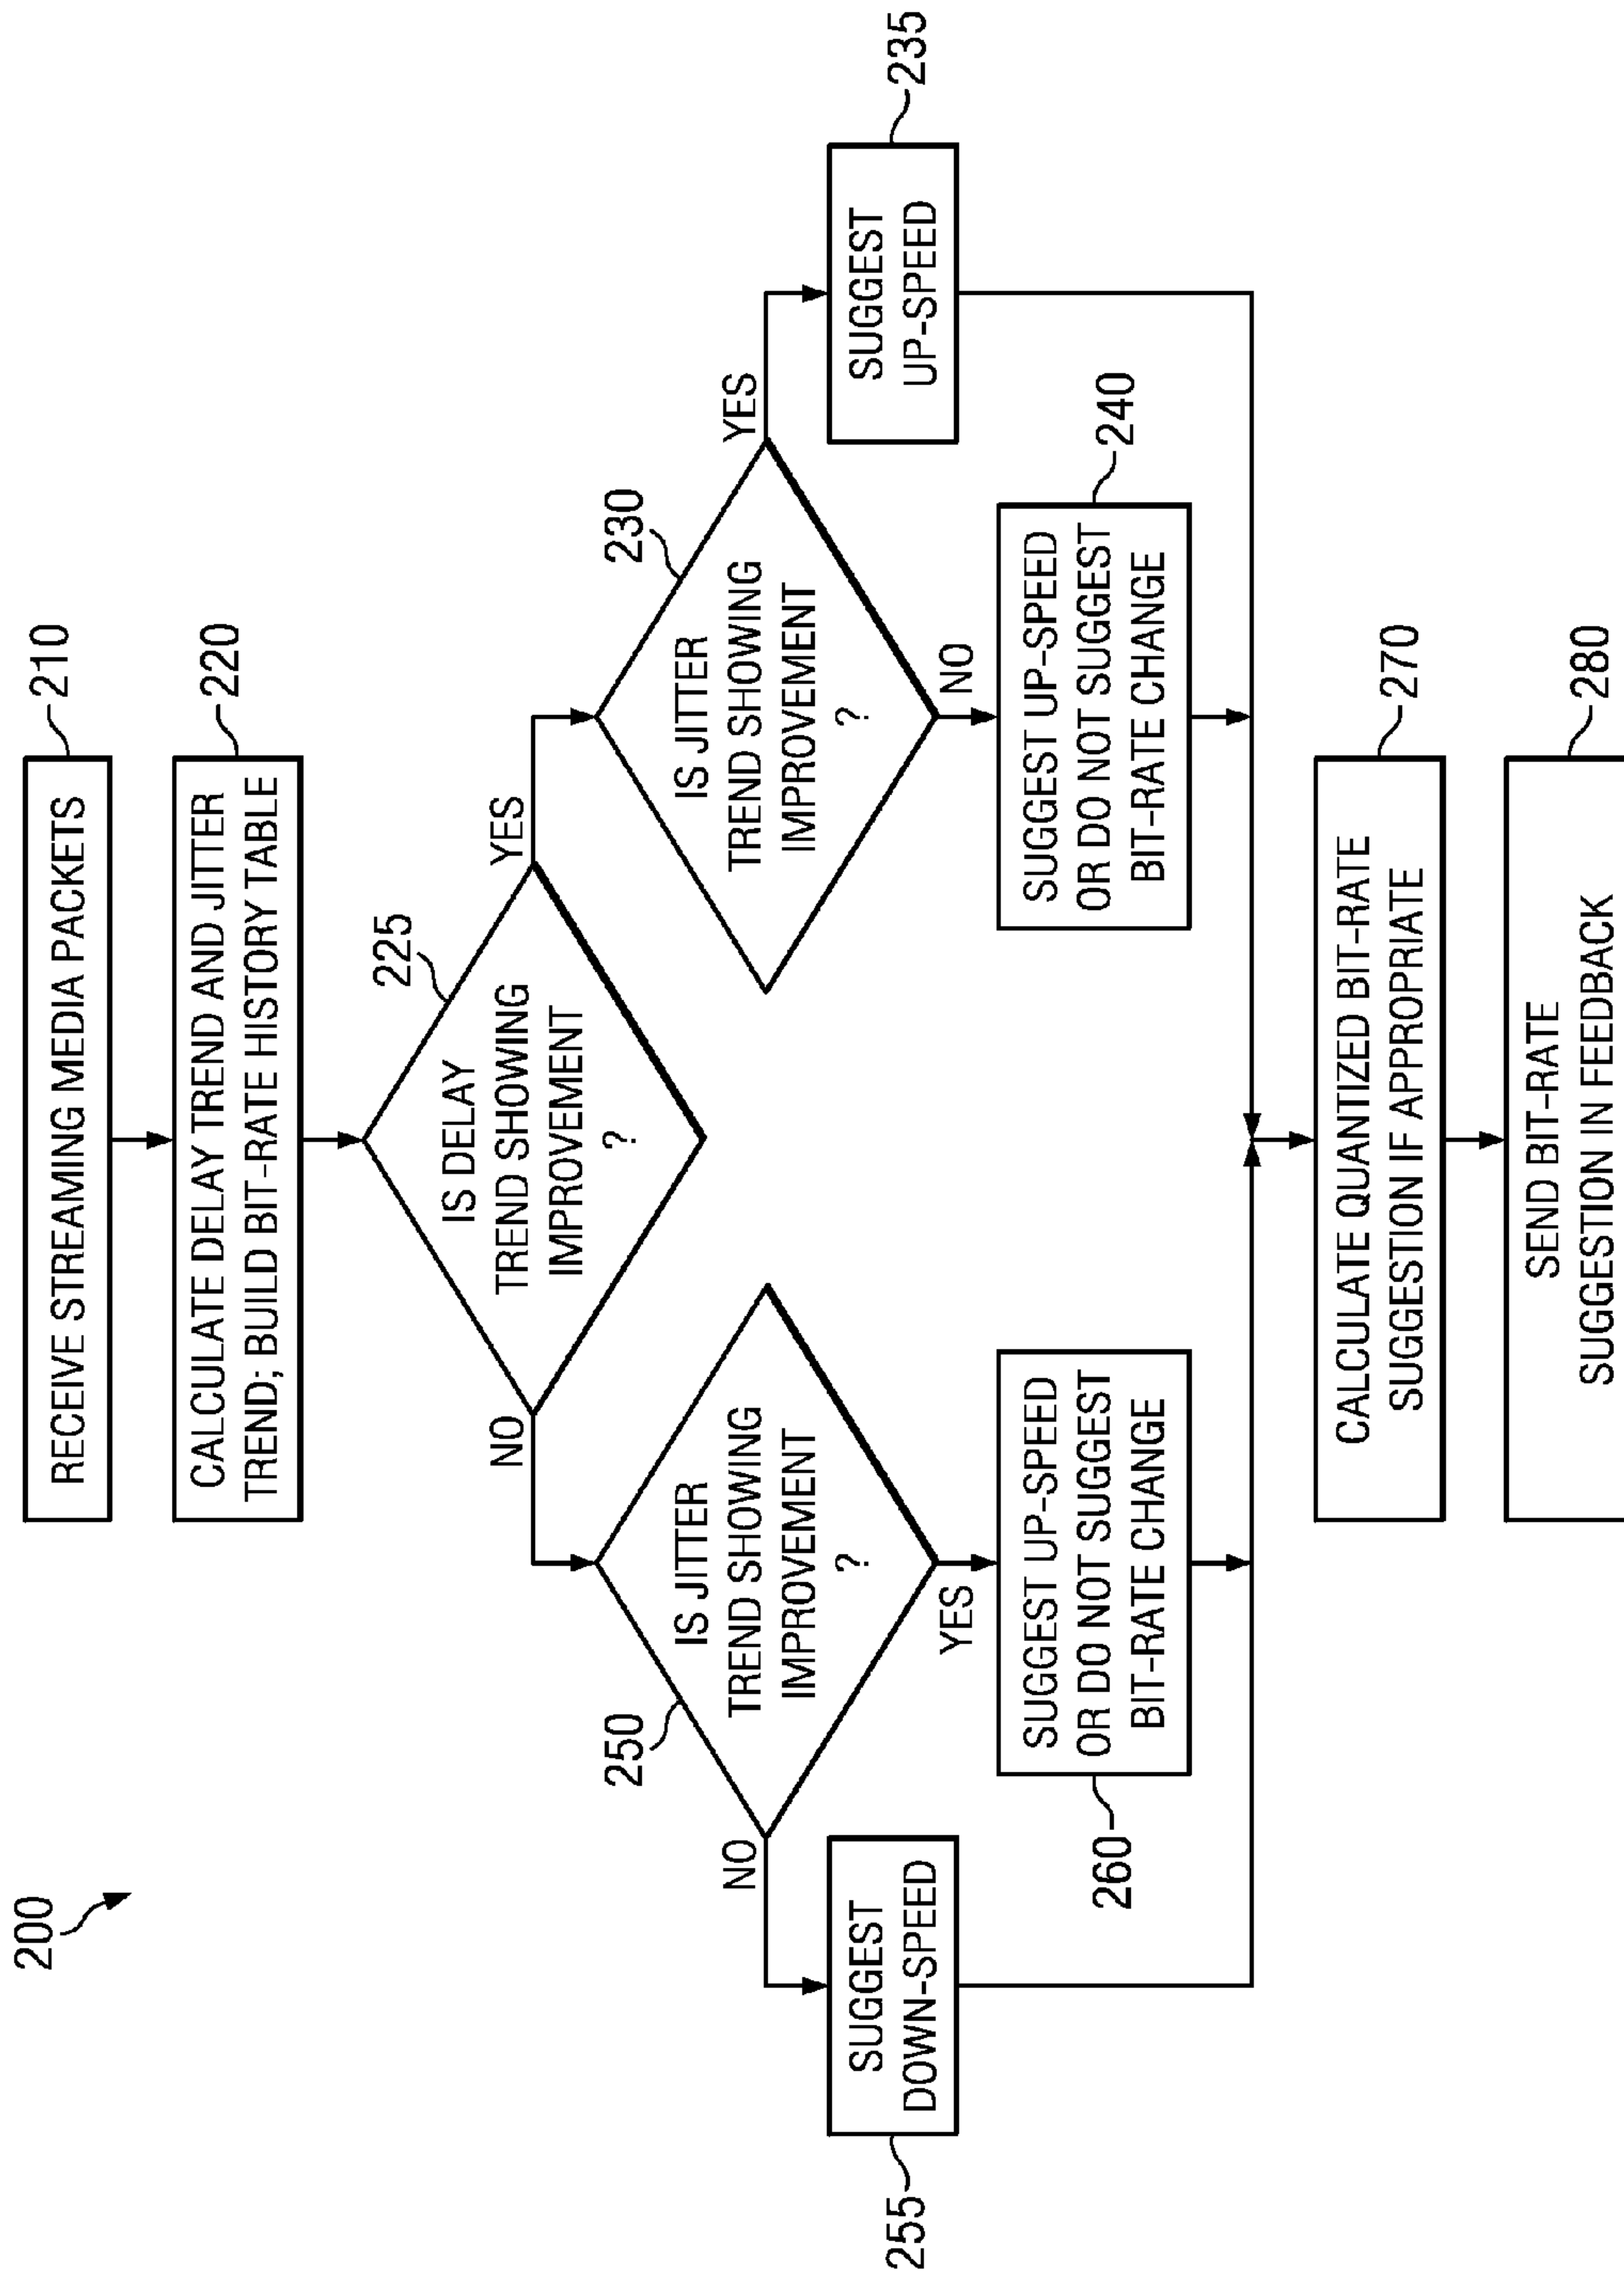 200
RECEIVE STREAMING MEDIA PACKETS
210
CALCULATE DELAY TREND AND JITTER
TREND; BUILD BIT-RATE HISTORY TABLE
220
IS DELAY
TREND SHOWING
IMPROVEMENT
?
225
NO
YES
IS JITTER
TREND SHOWING
IMPROVEMENT
?
250
IS JITTER
TREND SHOWING
IMPROVEMENT
?
230
NO
YES
NO
YES
SUGGEST
DOWN-SPEED
255
SUGGEST UP-SPEED
OR DO NOT SUGGEST
BIT-RATE CHANGE
260
SUGGEST UP-SPEED
OR DO NOT SUGGEST
BIT-RATE CHANGE
240
SUGGEST
UP-SPEED
235
CALCULATE QUANTIZED BIT-RATE
SUGGESTION IF APPROPRIATE
270
SEND BIT-RATE
SUGGESTION IN FEEDBACK
280